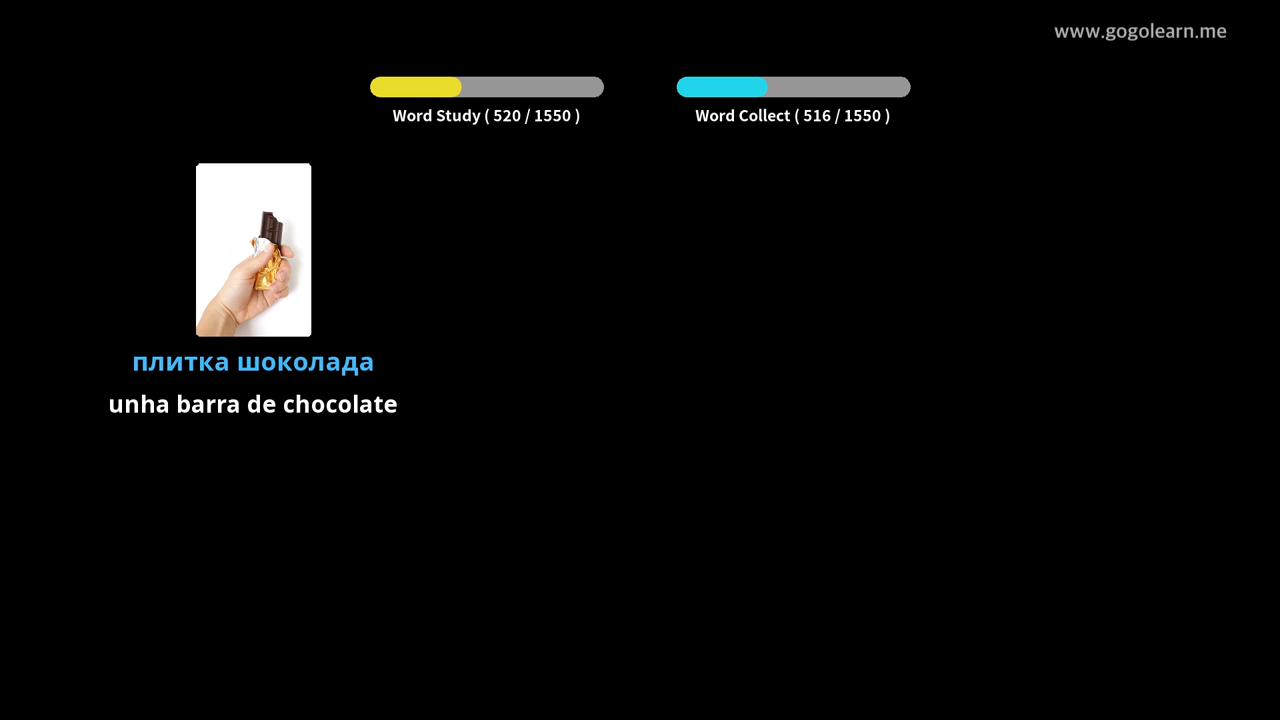 www.gogolearn.me
Word Study ( 520 / 1550 )
Word Collect ( 516 / 1550 )
плитка шоколада
unha barra de chocolate